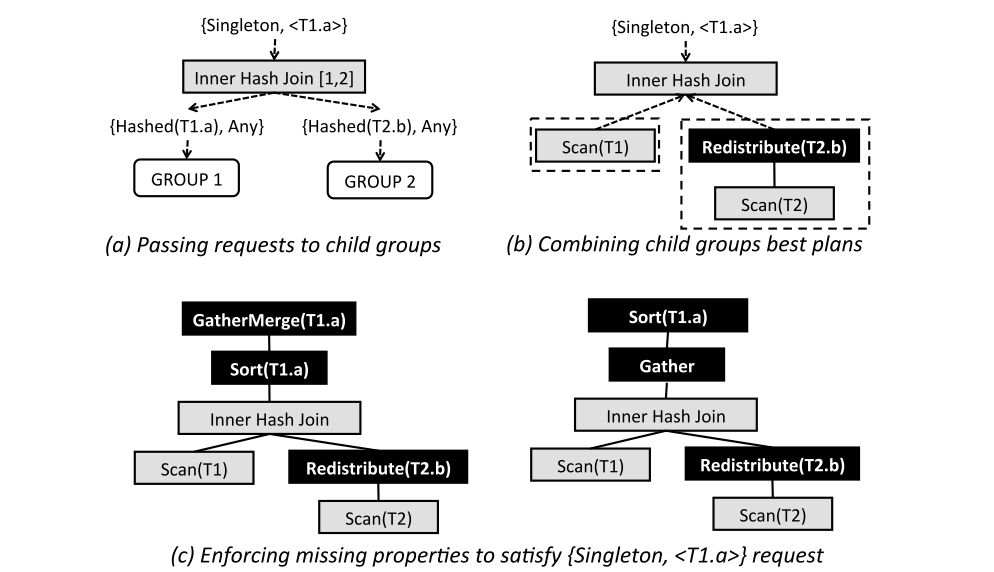 {Singleton, <T1.a>}
Inner Hash Join [1,2]
{Hashed(T1.a), Any}
{Hashed(T2.b), Any}
GROUP 1
GROUP 2
(a) Passing requests to child groups
{Singleton, <T1.a>}
Inner Hash Join
Scan(T1)
Redistribute(T2.b)
Scan(T2)
(b) Combining child groups best plans
GatherMerge(T1.a)
Sort(T1.a)
Inner Hash Join
Scan(T1)
Redistribute(T2.b)
Scan(T2)
Sort(T1.a)
Gather
Inner Hash Join
Scan(T1)
Redistribute(T2.b)
Scan(T2)
(c) Enforcing missing properties to satisfy {Singleton, <T1.a>} request